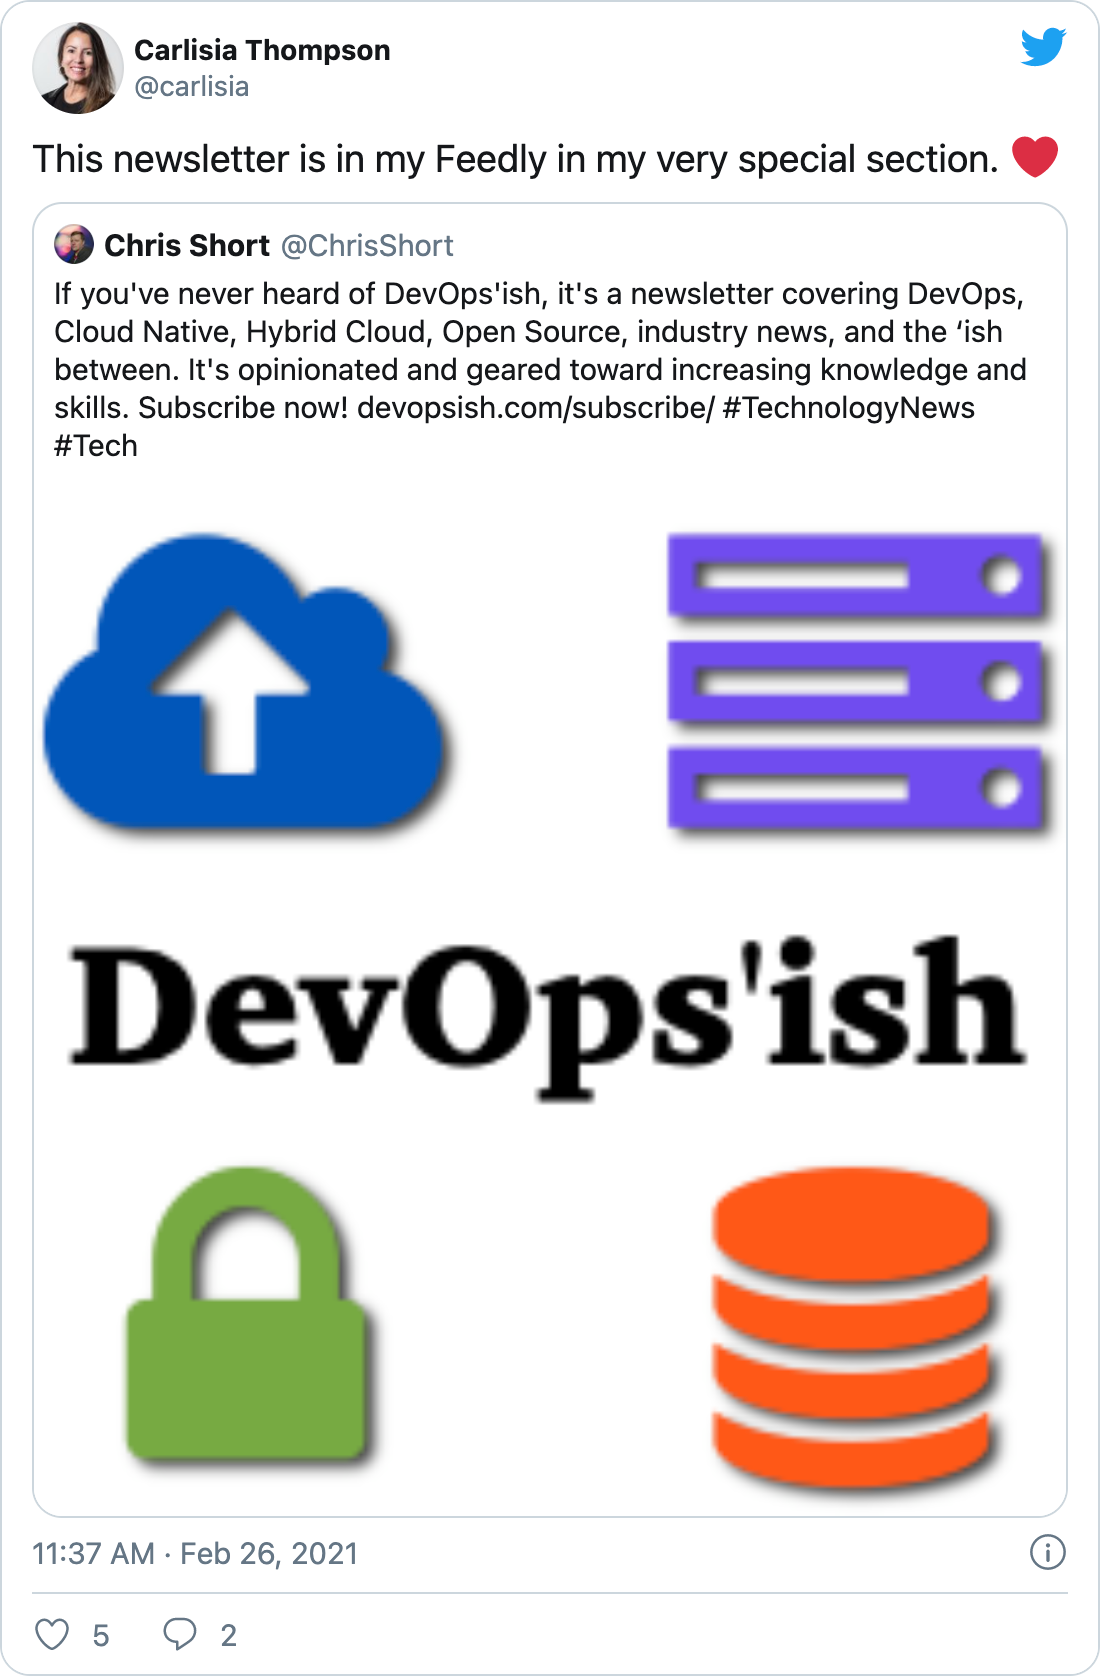 Carlisia Thompson
@carlisia
This newsletter is in my Feedly in my very special section. ❤️
Chris Short @ChrisShort
If you've never heard of DevOps'ish, it's a newsletter covering DevOps,
Cloud Native, Hybrid Cloud, Open Source, industry news, and the ‘ish
between. It's opinionated and geared toward increasing knowledge and
skills. Subscribe now! devopsish.com/subscribe/ #TechnologyNews
#Tech
DevOps'ish
11:37 AM · Feb 26, 2021
5 2